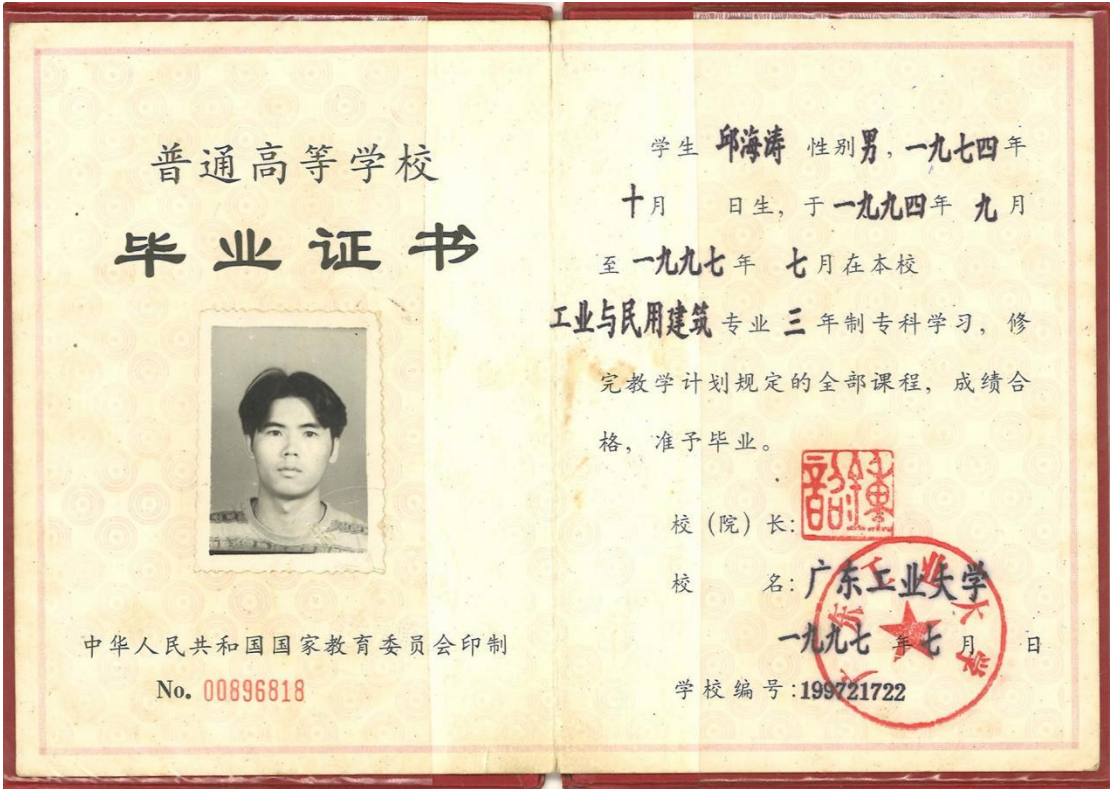 普通高等学校
毕业证书
中华人民共和国国家教育委员会印制
No. 00896818
学生 邱海涛 性别男，一九七四年
十月 日生，于一九九四年 九月
至 一九九七年 七月在本校
工业与民用建筑专业 三 年制专科学习，修
完教学计划规定的全部课程，成绩合
格，准予毕业。
校（院）长：
校 名：广东工业大学
一九九七 年七月 日
学校编号：199721722
广东工业大学